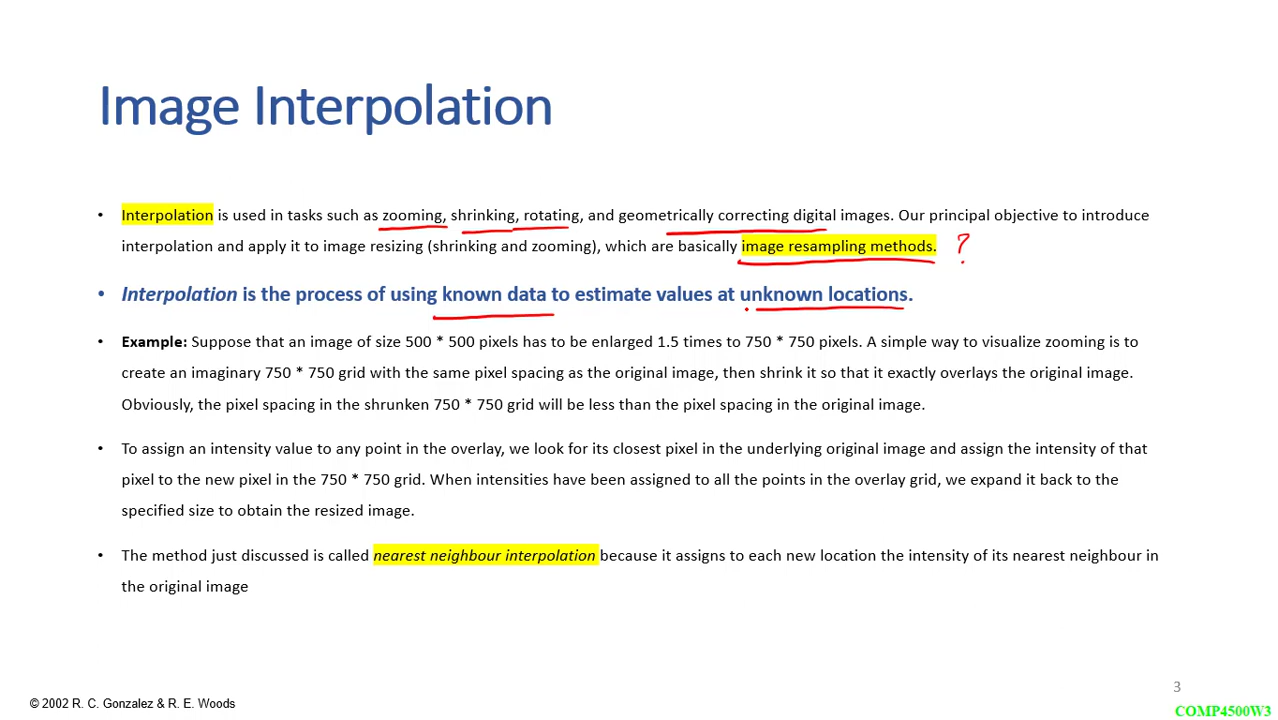 Image Interpolation
• Interpolation is used in tasks such as zooming, shrinking, rotating, and geometrically correcting digital images. Our principal objective to introduce
interpolation and apply it to image resizing (shrinking and zooming), which are basically image resampling methods. ?
• Interpolation is the process of using known data to estimate values at unknown locations.
• Example: Suppose that an image of size 500 * 500 pixels has to be enlarged 1.5 times to 750 * 750 pixels. A simple way to visualize zooming is to
create an imaginary 750 * 750 grid with the same pixel spacing as the original image, then shrink it so that it exactly overlays the original image.
Obviously, the pixel spacing in the shrunken 750 * 750 grid will be less than the pixel spacing in the original image.
• To assign an intensity value to any point in the overlay, we look for its closest pixel in the underlying original image and assign the intensity of that
pixel to the new pixel in the 750 * 750 grid. When intensities have been assigned to all the points in the overlay grid, we expand it back to the
specified size to obtain the resized image.
• The method just discussed is called nearest neighbour interpolation because it assigns to each new location the intensity of its nearest neighbour in
the original image
3
© 2002 R. C. Gonzalez & R. E. Woods
COMP4500W3